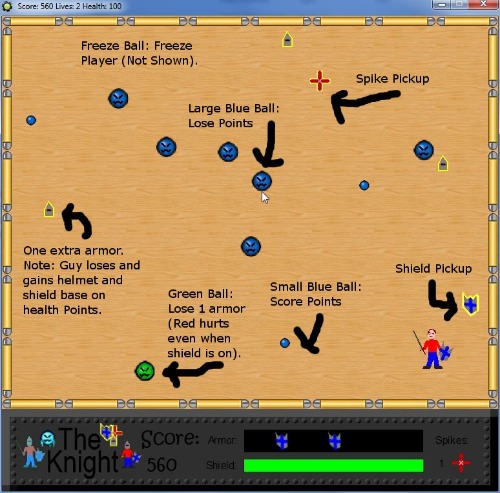 Score: 560 Lives: 2 Health: 100
Freeze Ball: Freeze
Player (Not Shown).
Spike Pickup
Large Blue Ball:
Lose Points
One extra armor.
Note: Guy loses and
gains helmet and
shield base on
health Points.
Green Ball:
Lose 1 armor
(Red hurts
even when
shield is on).
Small Blue Ball:
Score Points
Shield Pickup
The
Knight
Score:
560
Armor:
Shield:
Spikes:
1